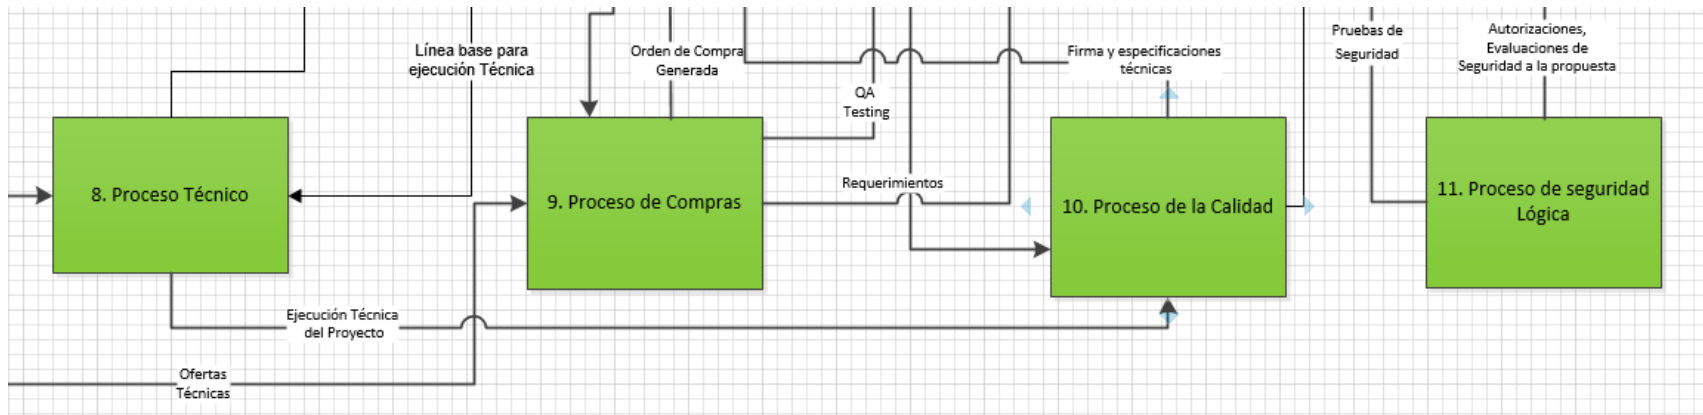 Línea base para
ejecución Técnica
Orden de Compra
Generada
QA
Testing
Firma y especificaciones
técnicas
Pruebas de
Seguridad
Autorizaciones,
Evaluaciones de
Seguridad a la propuesta
8. Proceso Técnico
9. Proceso de Compras
Requerimientos
10. Proceso de la Calidad
11. Proceso de seguridad
Lógica
Ejecución Técnica
del Proyecto
Ofertas
Técnicas